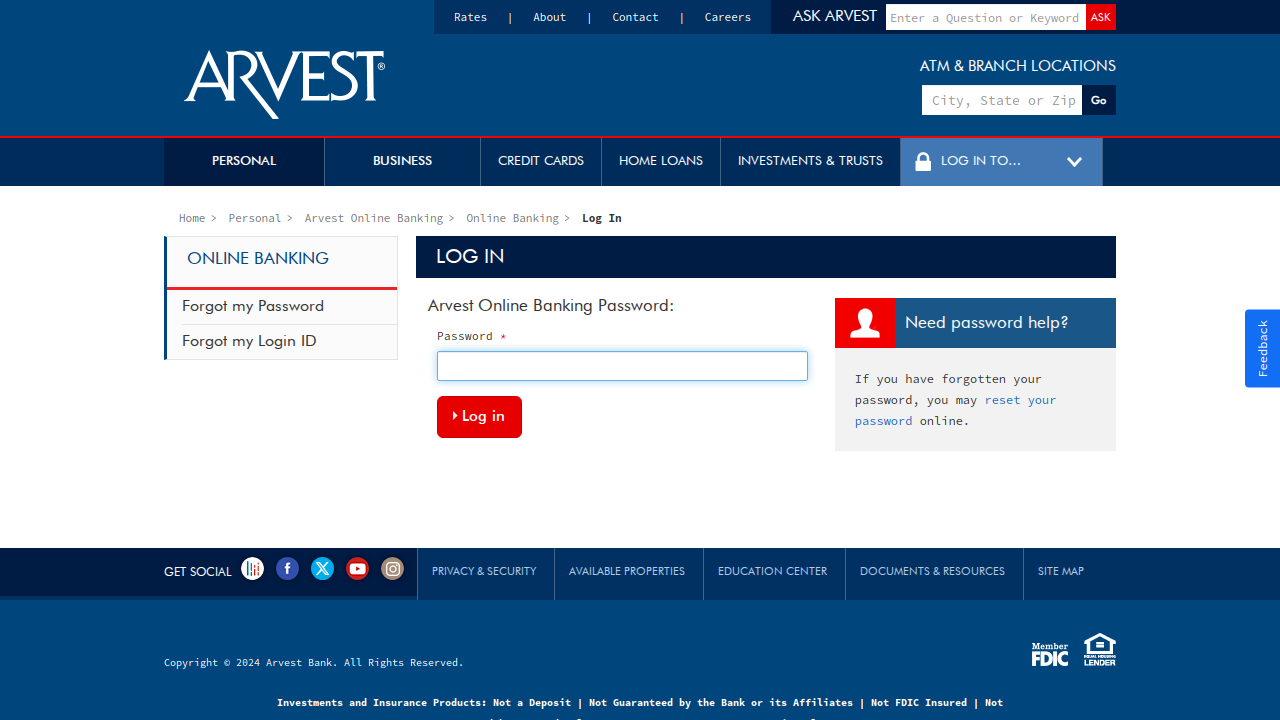 Rates | About | Contact | Careers
ASK ARVEST Enter a Question or Keyword ASK
ARVEST®
ATM & BRANCH LOCATIONS
City, State or Zip Go
PERSONAL BUSINESS CREDIT CARDS HOME LOANS INVESTMENTS & TRUSTS LOG IN TO...
Home > Personal > Arvest Online Banking > Online Banking > Log In
ONLINE BANKING
Forgot my Password
Forgot my Login ID
LOG IN
Arvest Online Banking Password:
Password *
Log in
Need password help?
If you have forgotten your
password, you may reset your
password online.
Feedback
GET SOCIAL PRIVACY & SECURITY AVAILABLE PROPERTIES EDUCATION CENTER DOCUMENTS & RESOURCES SITE MAP
Copyright © 2024 Arvest Bank. All Rights Reserved.
Member
FDIC
EQUAL HOUSING
LENDER
Investments and Insurance Products: Not a Deposit | Not Guaranteed by the Bank or its Affiliates | Not FDIC Insured | Not